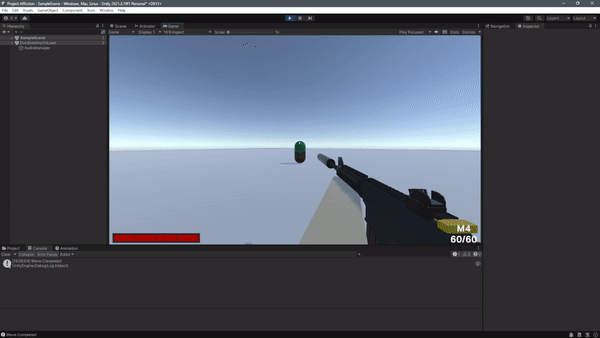 Project Affliction - SampleScene - Windows, Mac, Linux - Unity 2021.3.19f1 Personal* <DX11>
File Edit Assets GameObject Component Tools Window Help
Hierarchy
Scene Animator Game
Navigation Inspector
Layers Layout
Game Display 1 16:9 Aspect Scale 1x Play Focused Stats Gizmos
SampleScene
DontDestroyOnLoad
AudioManager
M4
60/60
Project Console Animation
Clear Collapse Error Pause Editor
Wave Completed
UnityEngine.Debug:Log (object)
Wave Completed